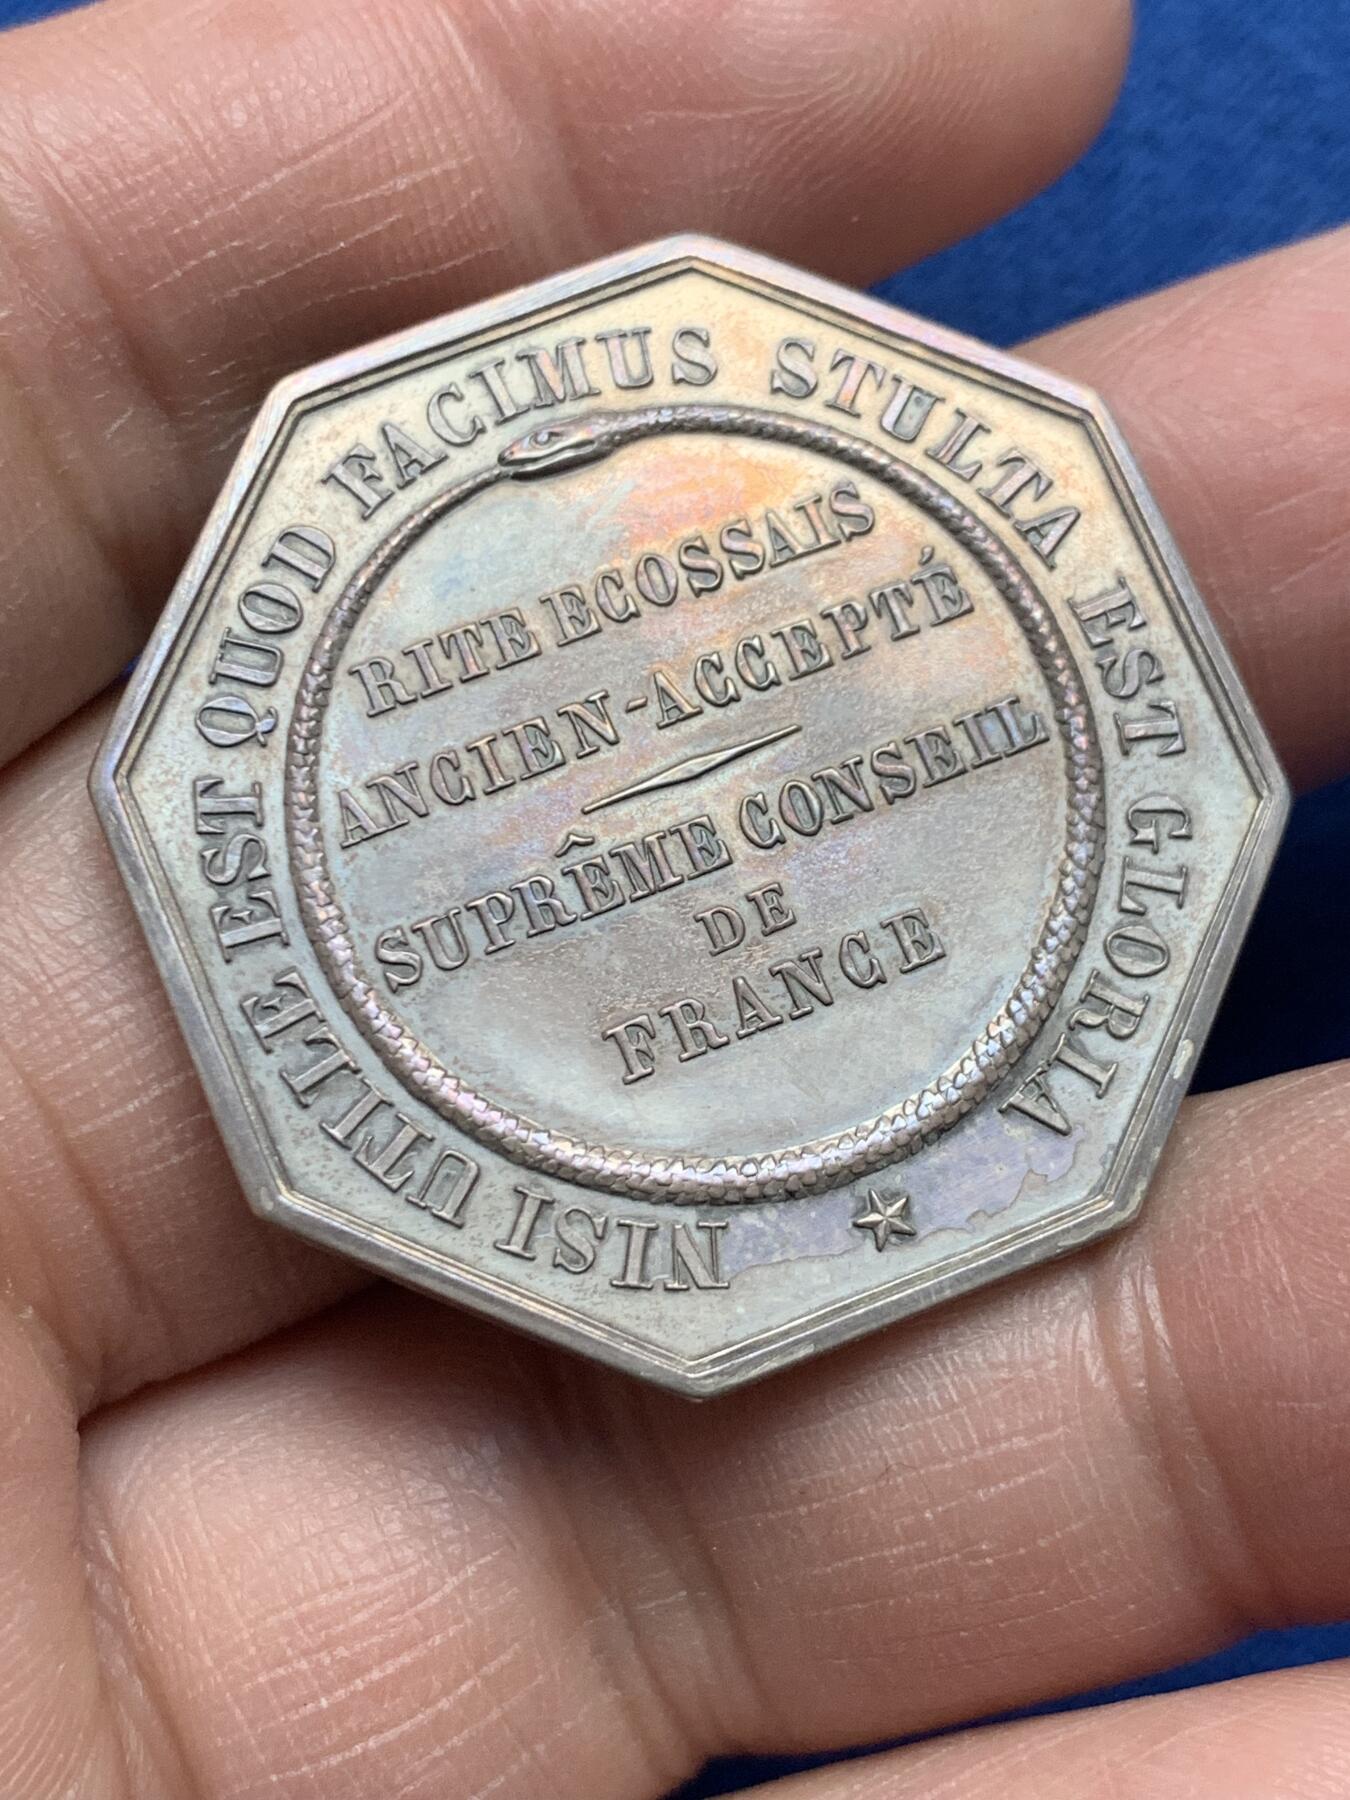 NISI UTILE EST QUOD FACIMUS STULTA EST GLORIA
RITE ECOSSAIS
ANCIEN-ACCEPTÉ
SUPRÊME CONSEIL
DE
FRANCE